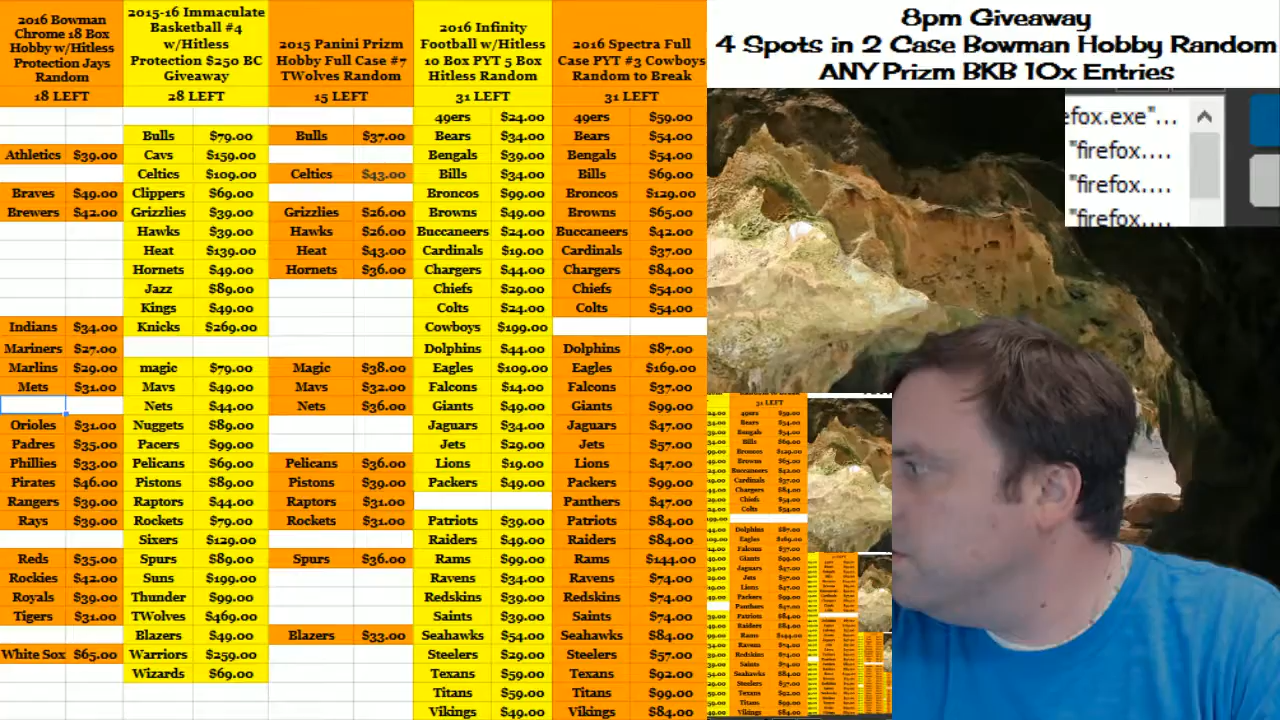 2016 Bowman
Chrome 18 Box
Hobby w/Hitless
Protection Jays
Random
18 LEFT
Athletics $39.00
Braves $49.00
Brewers $42.00
Indians $34.00
Mariners $27.00
Marlins $29.00
Mets $31.00
Orioles $31.00
Padres $35.00
Phillies $33.00
Pirates $46.00
Rangers $39.00
Rays $39.00
Reds $35.00
Rockies $42.00
Royals $39.00
Tigers $31.00
White Sox $65.00
2015-16 Immaculate
Basketball #4
w/Hitless
Protection $250 BC
Giveaway
28 LEFT
Bulls $79.00
Cavs $159.00
Celtics $109.00
Clippers $69.00
Grizzlies $39.00
Hawks $39.00
Heat $139.00
Hornets $49.00
Jazz $89.00
Kings $49.00
Knicks $269.00
magic $79.00
Mavs $49.00
Nets $44.00
Nuggets $89.00
Pacers $99.00
Pelicans $69.00
Pistons $89.00
Raptors $44.00
Rockets $79.00
Sixers $129.00
Spurs $89.00
Suns $199.00
Thunder $99.00
TWolves $469.00
Blazers $49.00
Warriors $259.00
Wizards $69.00
2015 Panini Prizm
Hobby Full Case #7
TWolves Random
15 LEFT
Bulls $37.00
Celtics $43.00
Grizzlies $26.00
Hawks $26.00
Heat $43.00
Hornets $36.00
Magic $38.00
Mavs $32.00
Nets $36.00
Pelicans $36.00
Pistons $39.00
Raptors $31.00
Rockets $31.00
Spurs $36.00
Blazers $33.00
2016 Infinity
Football w/Hitless
10 Box PYT 5 Box
Hitless Random
31 LEFT
49ers $24.00
Bears $34.00
Bengals $39.00
Bills $34.00
Broncos $99.00
Browns $49.00
Buccaneers $24.00
Cardinals $19.00
Chargers $44.00
Chiefs $29.00
Colts $24.00
Cowboys $199.00
Dolphins $44.00
Eagles $109.00
Falcons $14.00
Giants $49.00
Jaguars $34.00
Jets $29.00
Lions $19.00
Packers $49.00
Patriots $39.00
Raiders $49.00
Rams $99.00
Ravens $34.00
Redskins $39.00
Saints $39.00
Seahawks $54.00
Steelers $29.00
Texans $59.00
Titans $59.00
Vikings $49.00
2016 Spectra Full
Case PYT #3 Cowboys
Random to Break
31 LEFT
49ers $59.00
Bears $54.00
Bengals $54.00
Bills $69.00
Broncos $129.00
Browns $65.00
Buccaneers $42.00
Cardinals $37.00
Chargers $84.00
Chiefs $54.00
Colts $54.00
Dolphins $87.00
Eagles $169.00
Falcons $37.00
Giants $99.00
Jaguars $47.00
Jets $57.00
Lions $47.00
Packers $99.00
Panthers $47.00
Patriots $84.00
Raiders $84.00
Rams $144.00
Ravens $74.00
Redskins $74.00
Saints $74.00
Seahawks $84.00
Steelers $57.00
Texans $92.00
Titans $99.00
Vikings $84.00
8pm Giveaway
4 Spots in 2 Case Bowman Hobby Random
ANY Prizm BKB 10x Entries
efox.exe"...
"firefox....
"firefox....
"firefox....